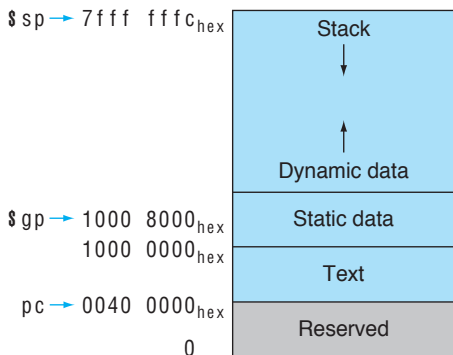 $sp → 7fff fffc hex
Stack
Dynamic data
$gp → 1000 8000 hex
Static data
1000 0000 hex
Text
pc → 0040 0000 hex
Reserved
0